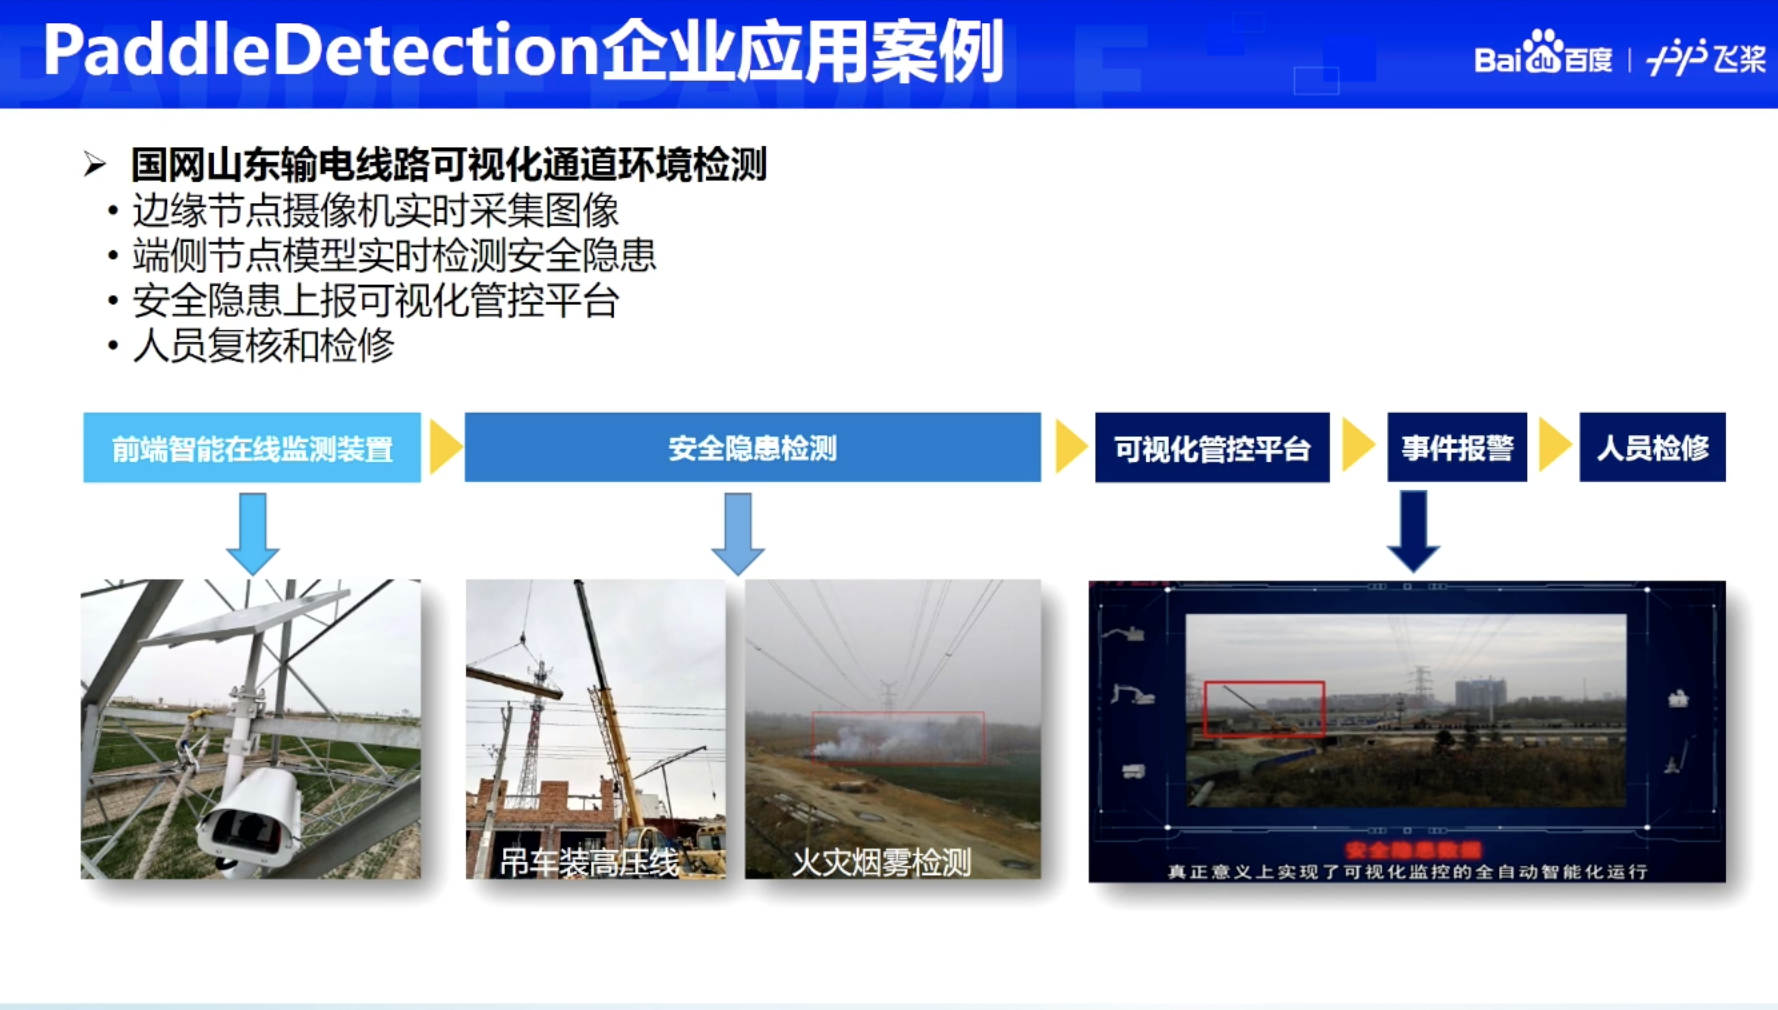 PaddleDetection企业应用案例
Bai du 百度 | 飞桨
国网山东输电线路可视化通道环境检测
• 边缘节点摄像机实时采集图像
• 端侧节点模型实时检测安全隐患
• 安全隐患上报可视化管控平台
• 人员复核和检修
前端智能在线监测装置
安全隐患检测
可视化管控平台
事件报警
人员检修
吊车装高压线
火灾烟雾检测
安全隐患数据
真正意义上实现了可视化监控的全自动智能化运行